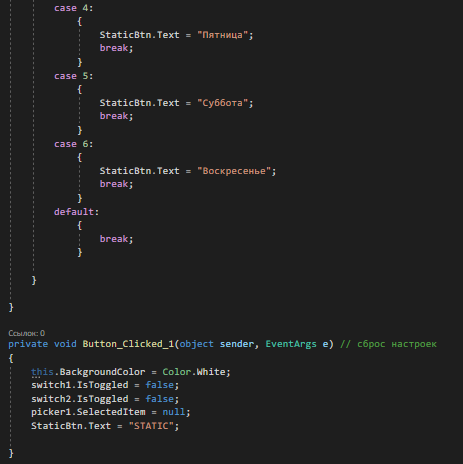 case 4:
{
StaticBtn.Text = "Пятница";
break;
}
case 5:
{
StaticBtn.Text = "Суббота";
break;
}
case 6:
{
StaticBtn.Text = "Воскресенье";
break;
}
default:
{
break;
}
}
}
Ссылок: 0
private void Button_Clicked_1(object sender, EventArgs e) // сброс настроек
{
this.BackgroundColor = Color.White;
switch1.IsToggled = false;
switch2.IsToggled = false;
picker1.SelectedItem = null;
StaticBtn.Text = "STATIC";
}